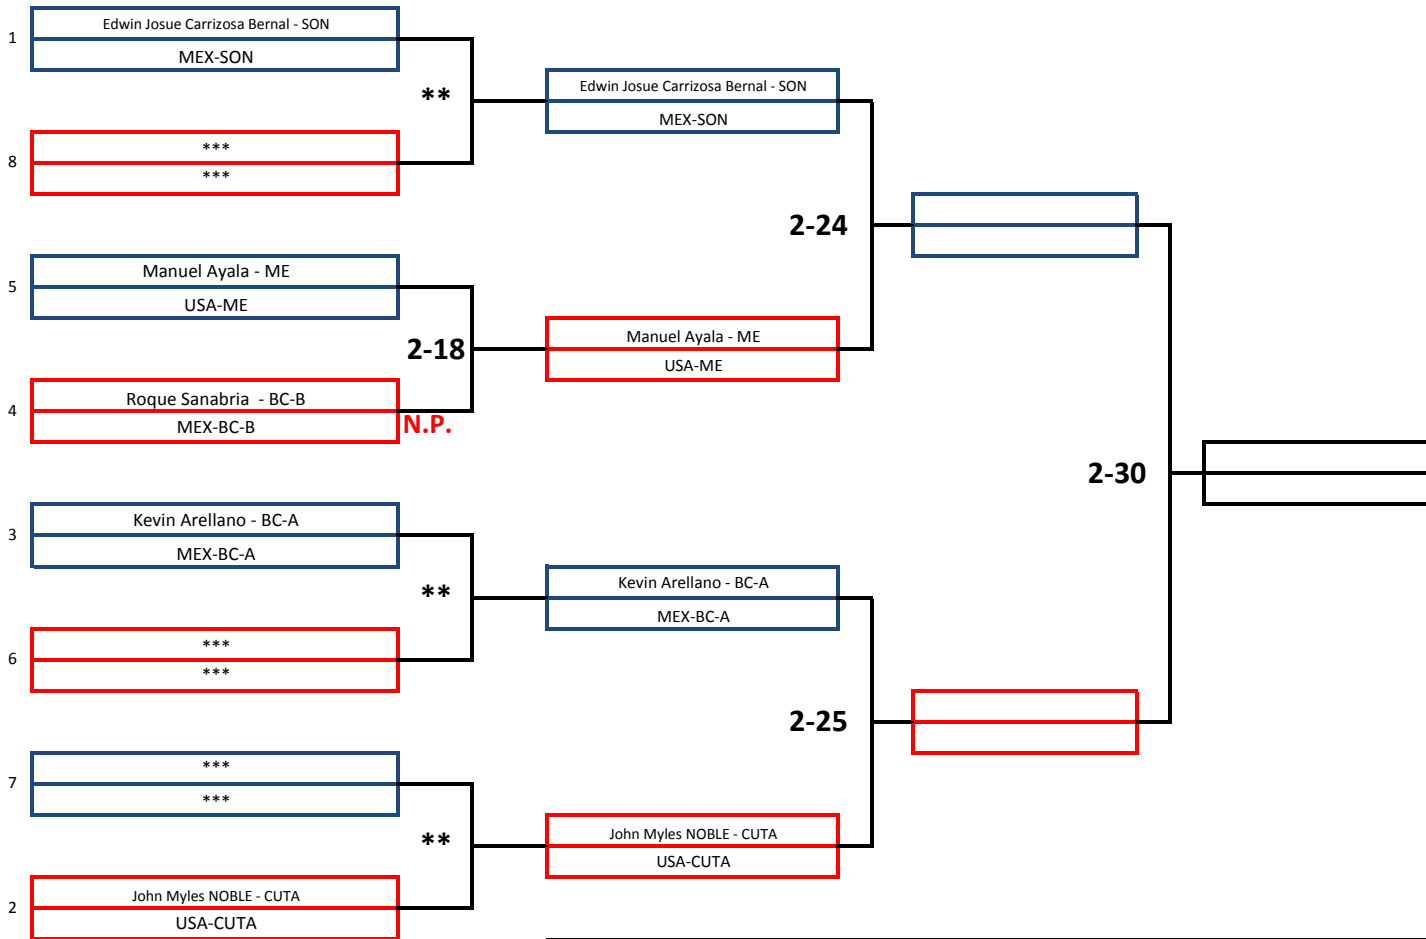 1
Edwin Josue Carrizosa Bernal - SON
MEX-SON
**
8
***
***
5
Manuel Ayala - ME
USA-ME
2-18
4
Roque Sanabria  - BC-B
MEX-BC-B
N.P.
3
Kevin Arellano - BC-A
MEX-BC-A
**
6
***
***
7
***
***
**
2
John Myles NOBLE - CUTA
USA-CUTA
Edwin Josue Carrizosa Bernal - SON
MEX-SON
2-24
Manuel Ayala - ME
USA-ME
Kevin Arellano - BC-A
MEX-BC-A
2-25
John Myles NOBLE - CUTA
USA-CUTA
2-30